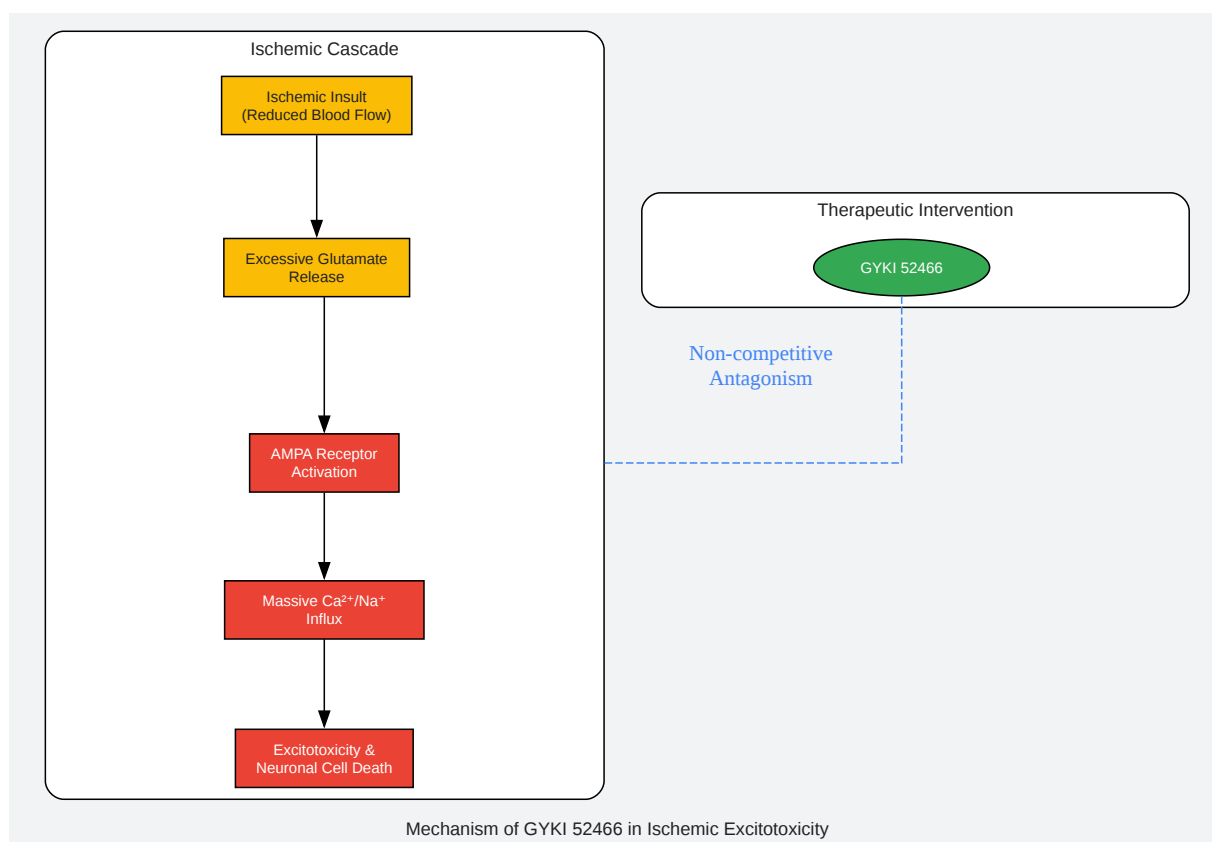 Ischemic Cascade
Ischemic Insult
(Reduced Blood Flow)
Excessive Glutamate
Release
AMPA Receptor
Activation
Massive Ca²⁺/Na⁺
Influx
Excitotoxicity &
Neuronal Cell Death
Therapeutic Intervention
GYKI 52466
Non-competitive
Antagonism
Mechanism of GYKI 52466 in Ischemic Excitotoxicity